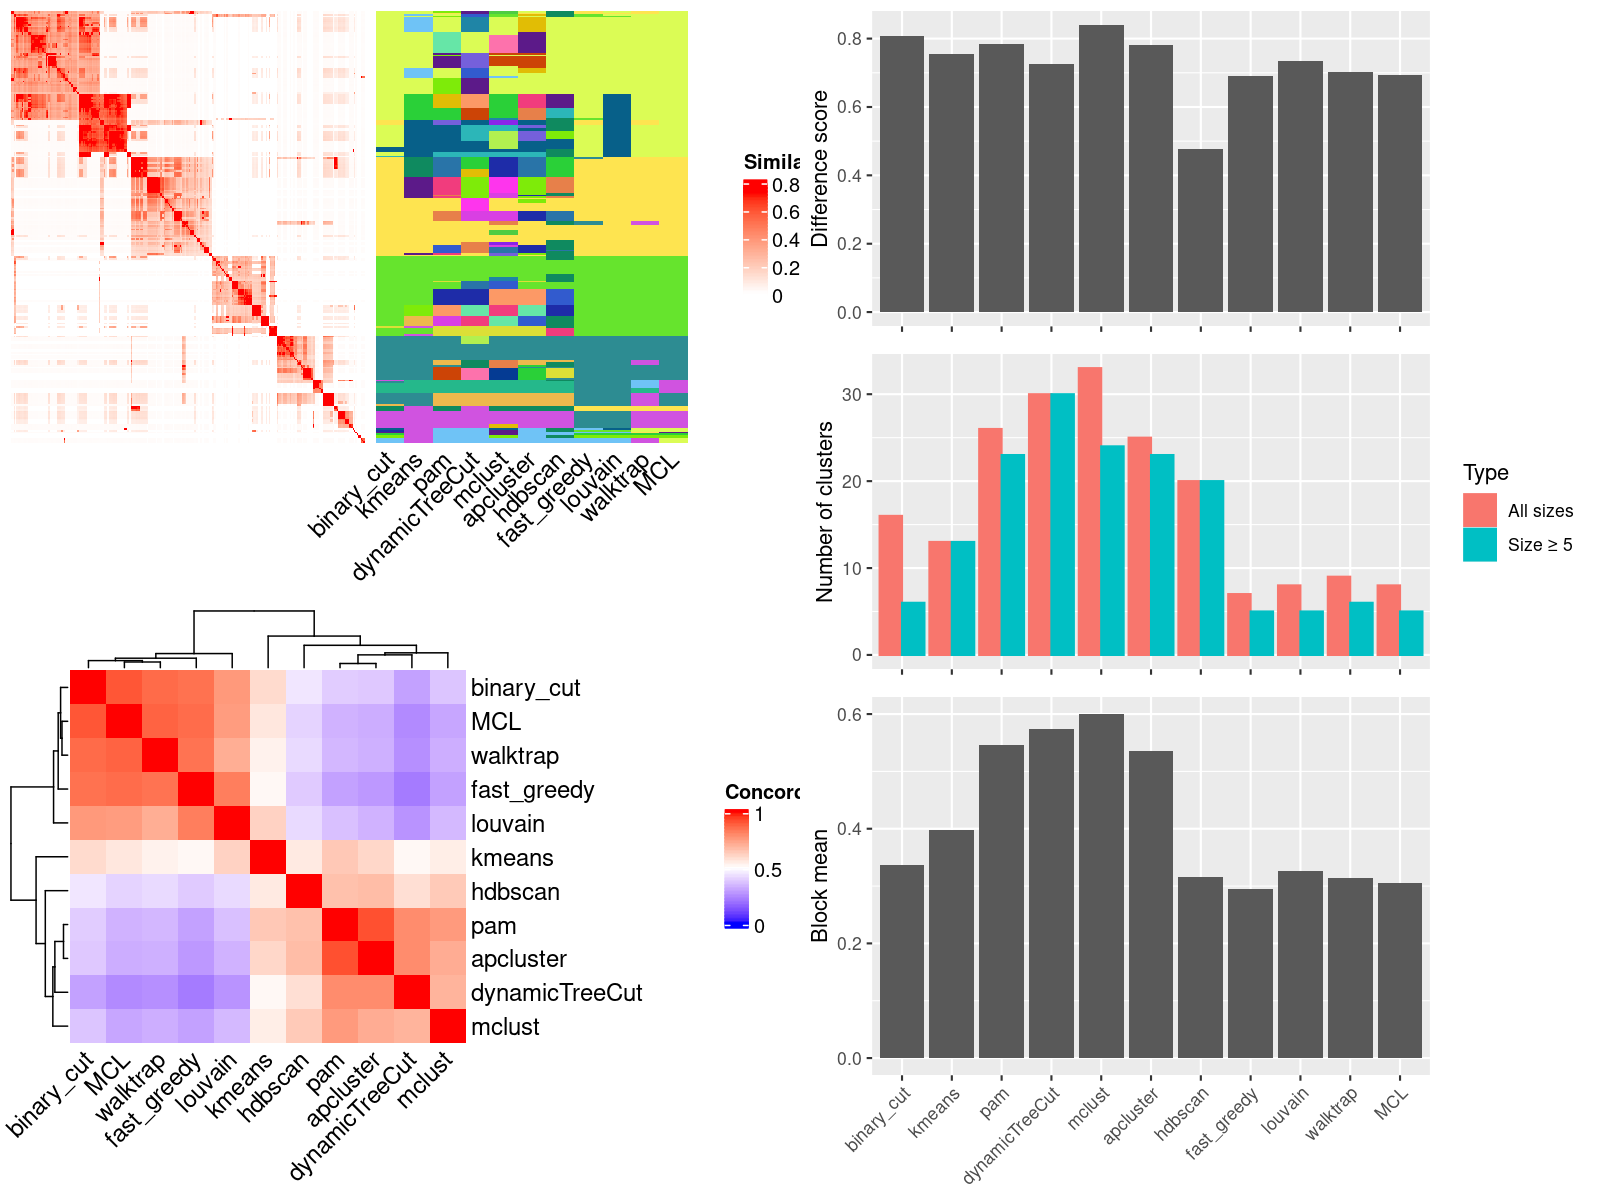 Simila
0.8
0.6
0.4
0.2
0
binary_cut
kmeans
pam
dynamicTreeCut
mclust
apcluster
hdbscan
fast_greedy
louvain
walktrap
MCL
binary_cut
MCL
walktrap
fast_greedy
louvain
kmeans
hdbscan
pam
apcluster
dynamicTreeCut
mclust
binary_cut
MCL
walktrap
fast_greedy
louvain
kmeans
hdbscan
pam
apcluster
dynamicTreeCut
mclust
Concord
1
0.5
0
Difference score
0.8
0.6
0.4
0.2
0.0
Number of clusters
30
20
10
0
Type
All sizes
Size ≥ 5
Block mean
0.6
0.4
0.2
0.0
binary_cut
kmeans
pam
dynamicTreeCut
mclust
apcluster
hdbscan
fast_greedy
louvain
walktrap
MCL